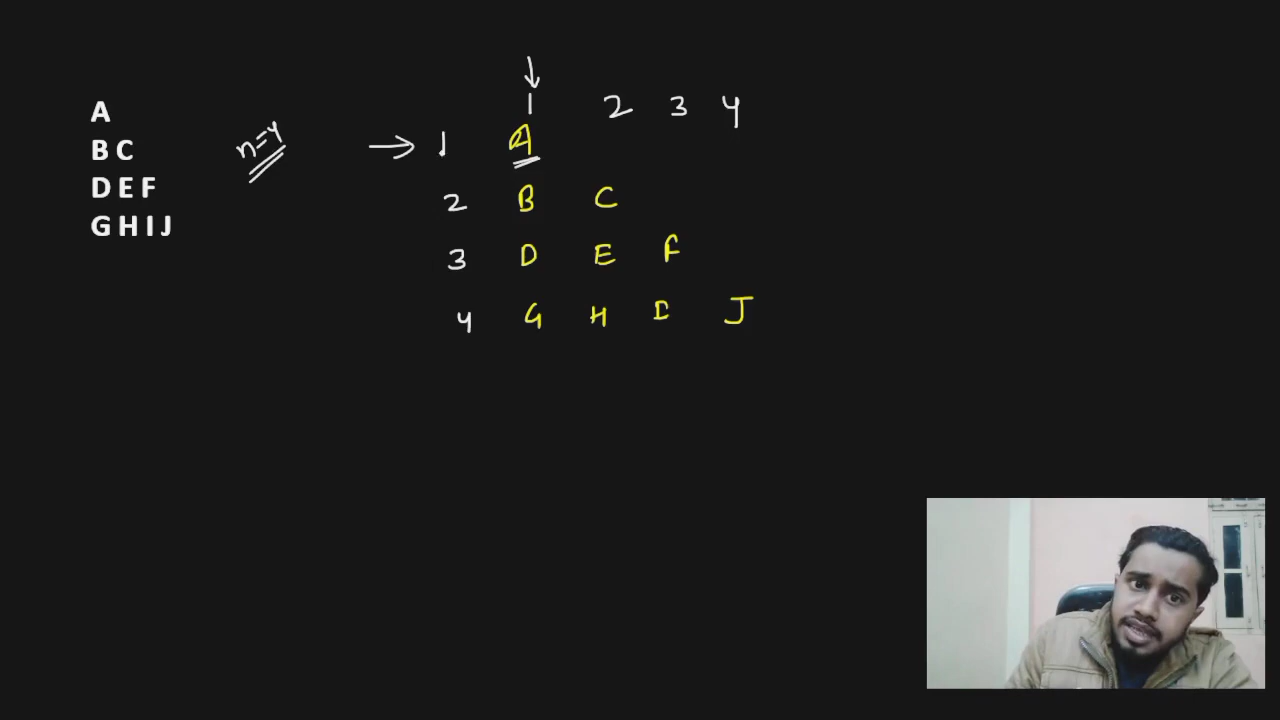 A
B C
D E F
G H I J
n=4
1 2 3 4
1 A
2 B C
3 D E F
4 G H I J